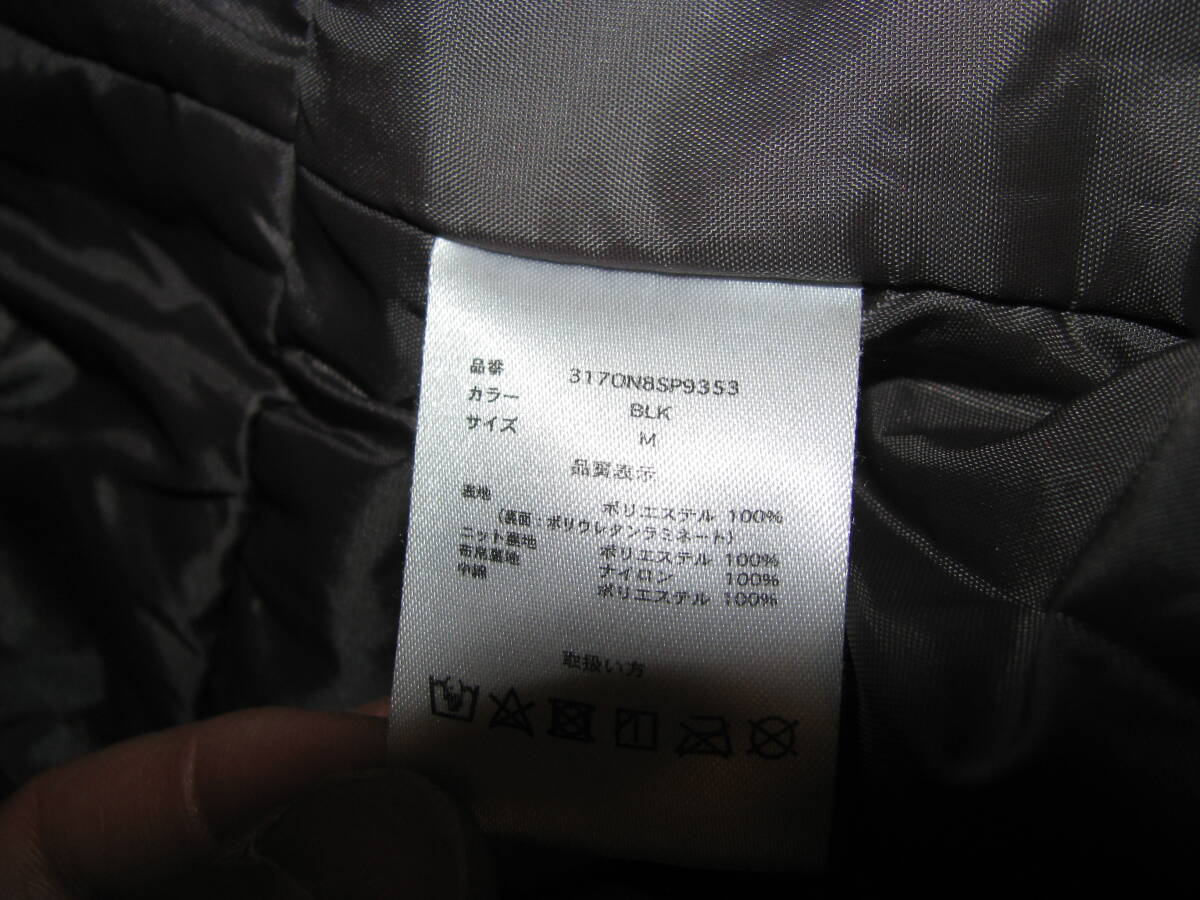 品番 3170N8SP9353
カラー BLK
サイズ M
品質表示
表地 ポリエステル 100%
(裏面:ポリウレタンラミネート)
ニット裏地 ポリエステル 100%
布帛裏地 ナイロン 100%
中綿 ポリエステル 100%
取扱い方